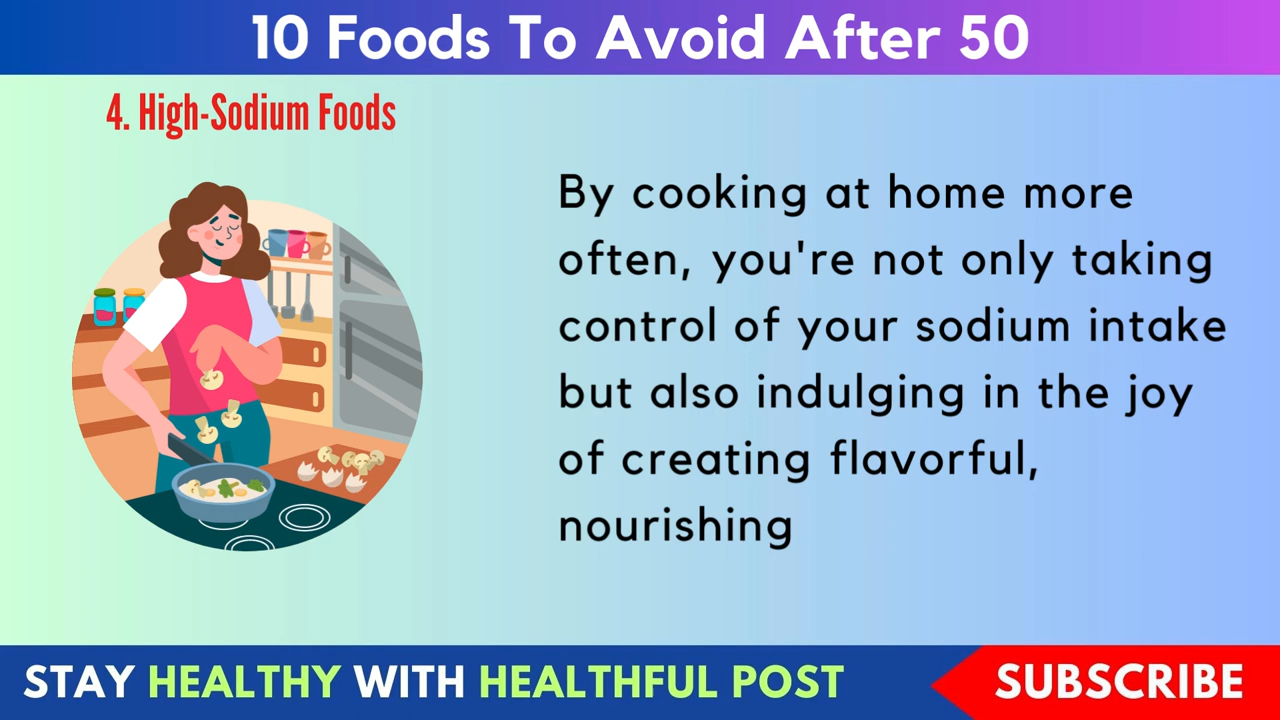 10 Foods To Avoid After 50
4. High-Sodium Foods
By cooking at home more
often, you're not only taking
control of your sodium intake
but also indulging in the joy
of creating flavorful,
nourishing
STAY HEALTHY WITH HEALTHFUL POST
SUBSCRIBE